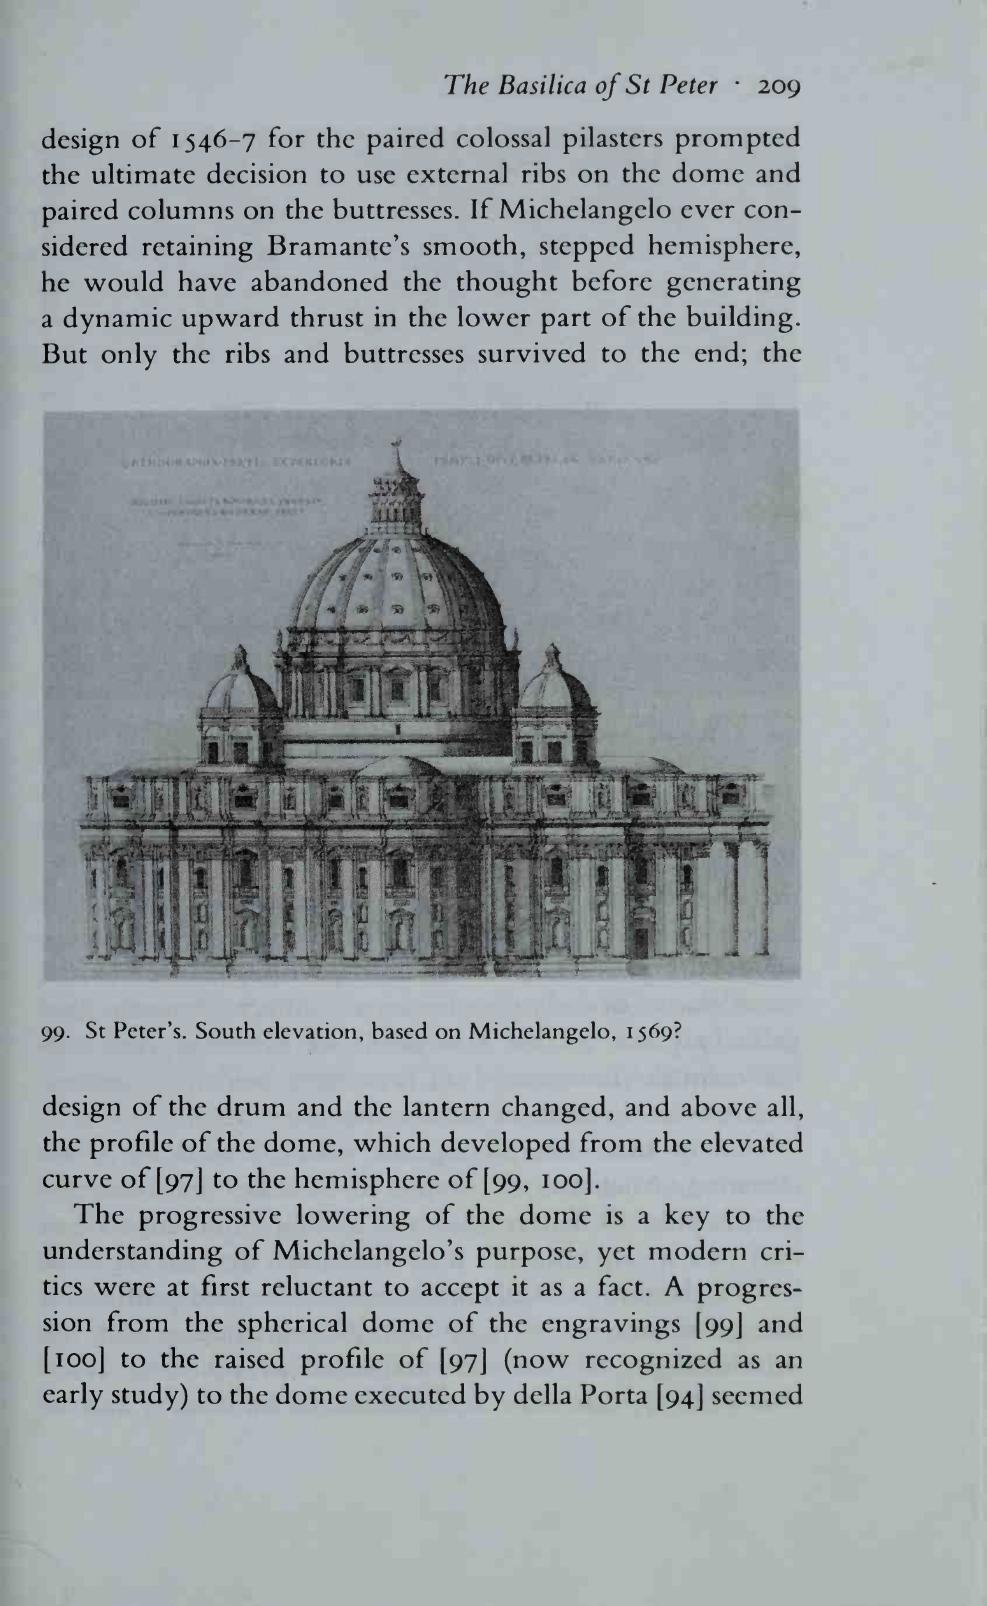 The Basilica of St Peter · 209
design of 1546–7 for the paired colossal pilasters prompted
the ultimate decision to use external ribs on the dome and
paired columns on the buttresses. If Michelangelo ever con-
sidered retaining Bramante's smooth, stepped hemisphere,
he would have abandoned the thought before generating
a dynamic upward thrust in the lower part of the building.
But only the ribs and buttresses survived to the end; the
99. St Peter's. South elevation, based on Michelangelo, 1569?
design of the drum and the lantern changed, and above all,
the profile of the dome, which developed from the elevated
curve of [97] to the hemisphere of [99, 100].
The progressive lowering of the dome is a key to the
understanding of Michelangelo's purpose, yet modern cri-
tics were at first reluctant to accept it as a fact. A progres-
sion from the spherical dome of the engravings [99] and
[100] to the raised profile of [97] (now recognized as an
early study) to the dome executed by della Porta [94] seemed